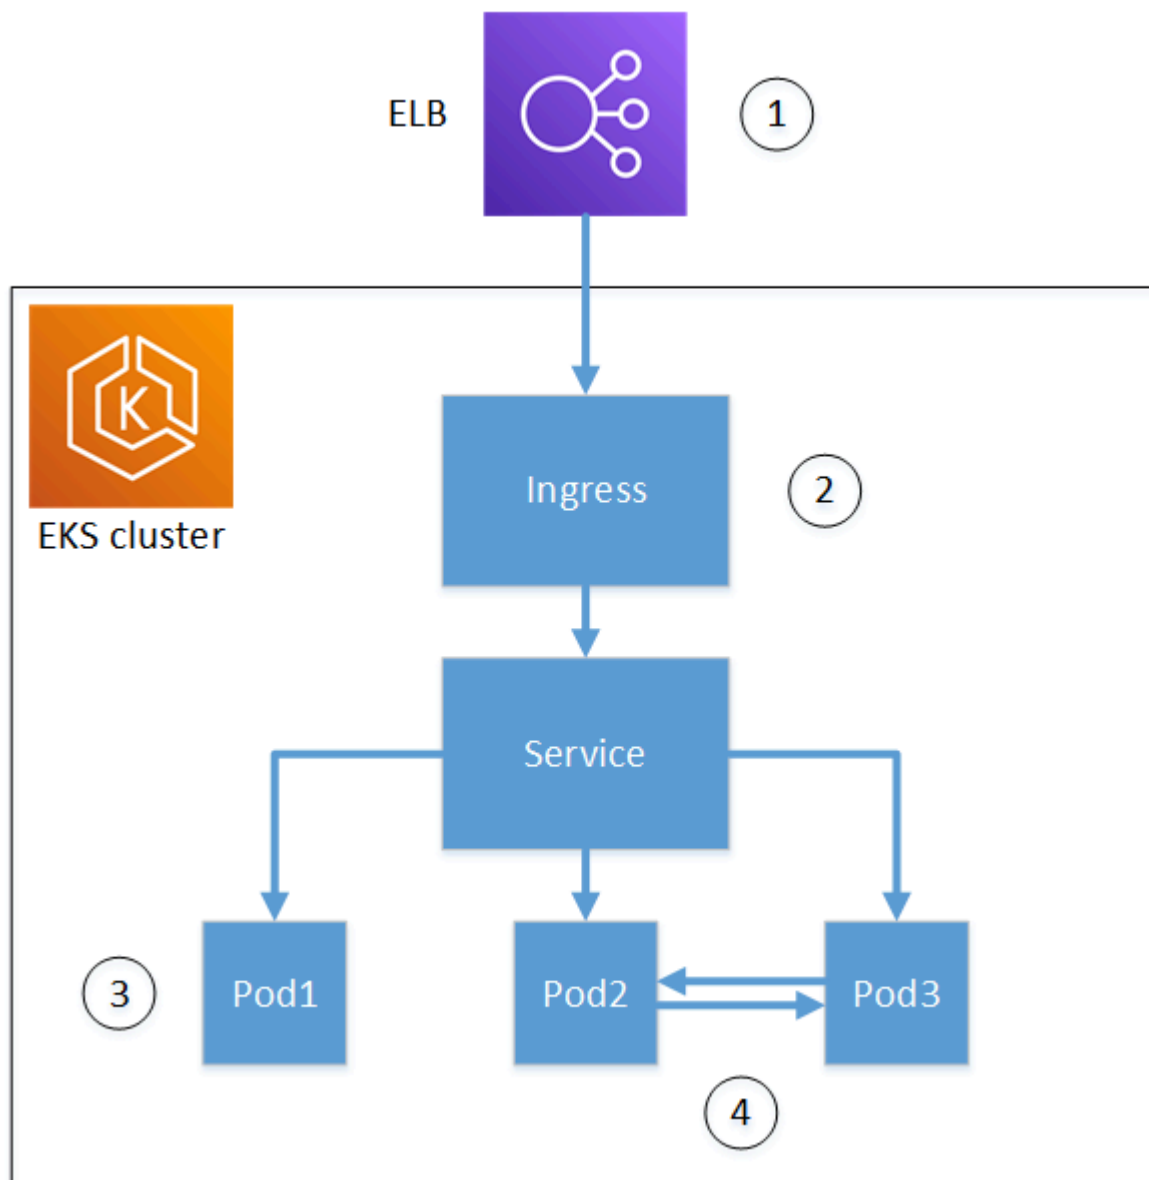 ELB
1
K
EKS cluster
Ingress
2
Service
3
Pod1
Pod2
Pod3
4